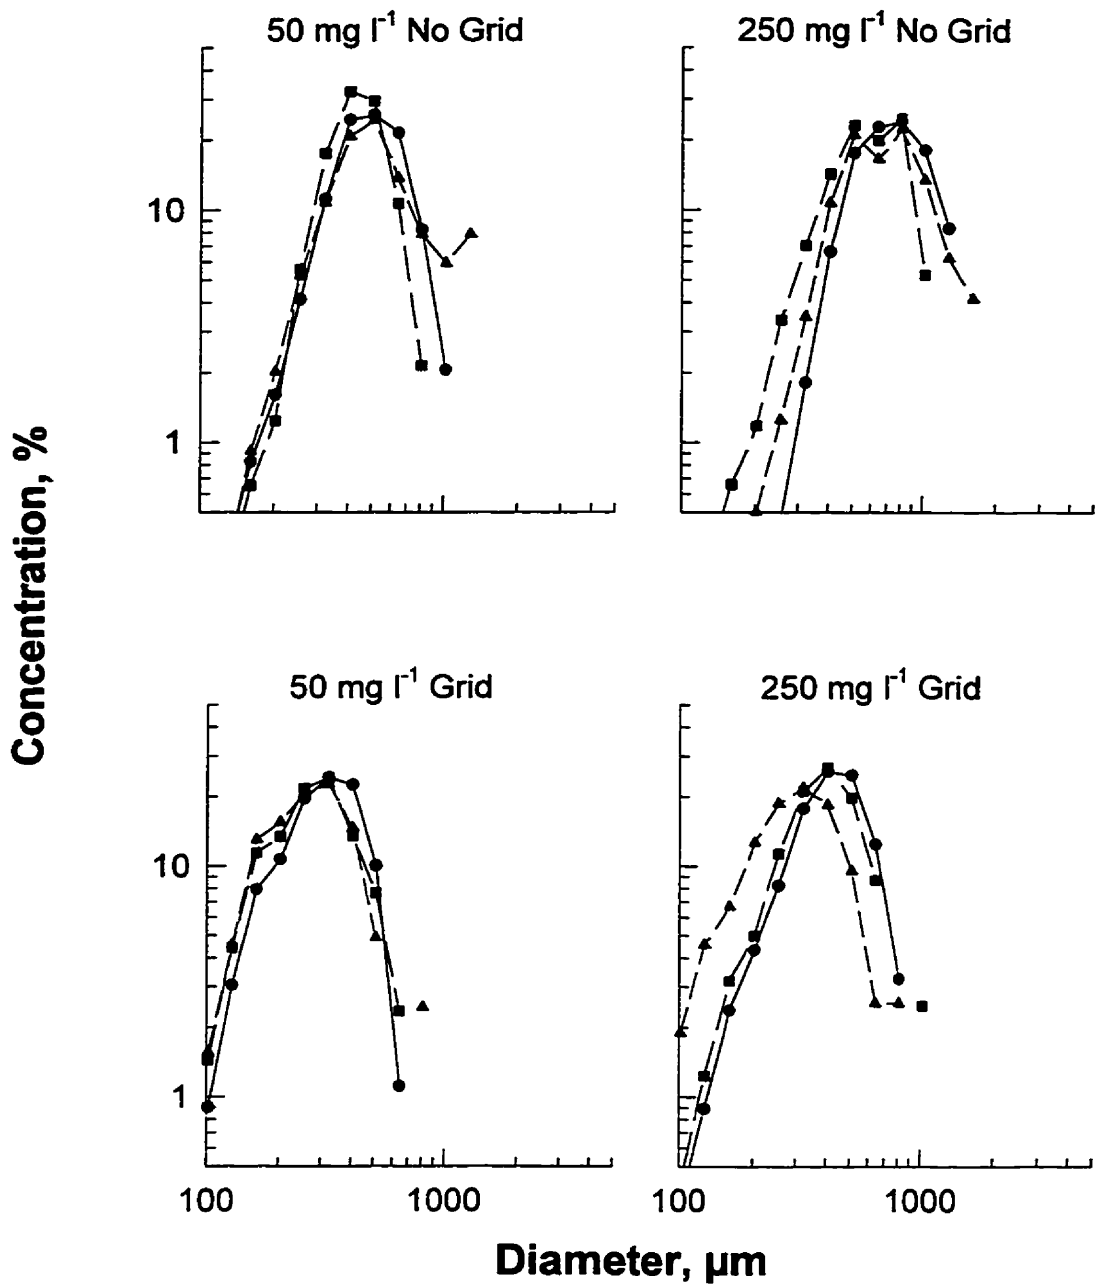 50 mg l⁻¹ No Grid
250 mg l⁻¹ No Grid
10
1
Concentration, %
50 mg l⁻¹ Grid
250 mg l⁻¹ Grid
10
1
100 1000
100 1000
Diameter, µm